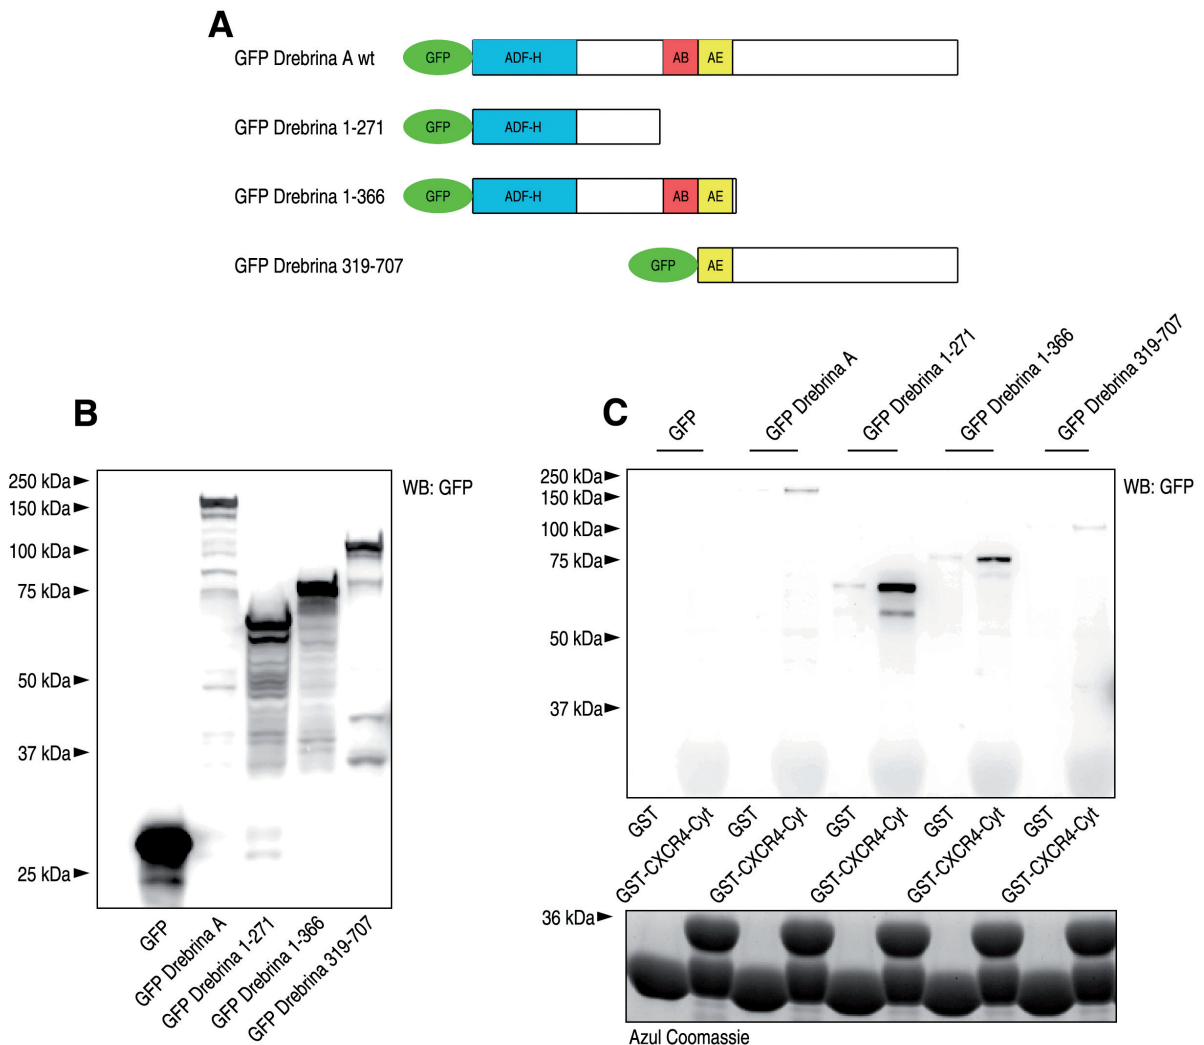 A
GFP Drebrina A wt
GFP
ADF-H
AB
AE
GFP Drebrina 1-271
GFP
ADF-H
GFP Drebrina 1-366
GFP
ADF-H
AB
AE
GFP Drebrina 319-707
GFP
AE
B
250 kDa
150 kDa
100 kDa
75 kDa
50 kDa
37 kDa
25 kDa
WB: GFP
GFP
GFP Drebrina A
GFP Drebrina 1-271
GFP Drebrina 1-366
GFP Drebrina 319-707
C
GFP
GFP Drebrina A
GFP Drebrina 1-271
GFP Drebrina 1-366
GFP Drebrina 319-707
250 kDa
150 kDa
100 kDa
75 kDa
50 kDa
37 kDa
WB: GFP
GST
GST-CXCR4-Cyt
GST
GST-CXCR4-Cyt
GST
GST-CXCR4-Cyt
GST
GST-CXCR4-Cyt
GST
GST-CXCR4-Cyt
36 kDa
Azul Coomassie